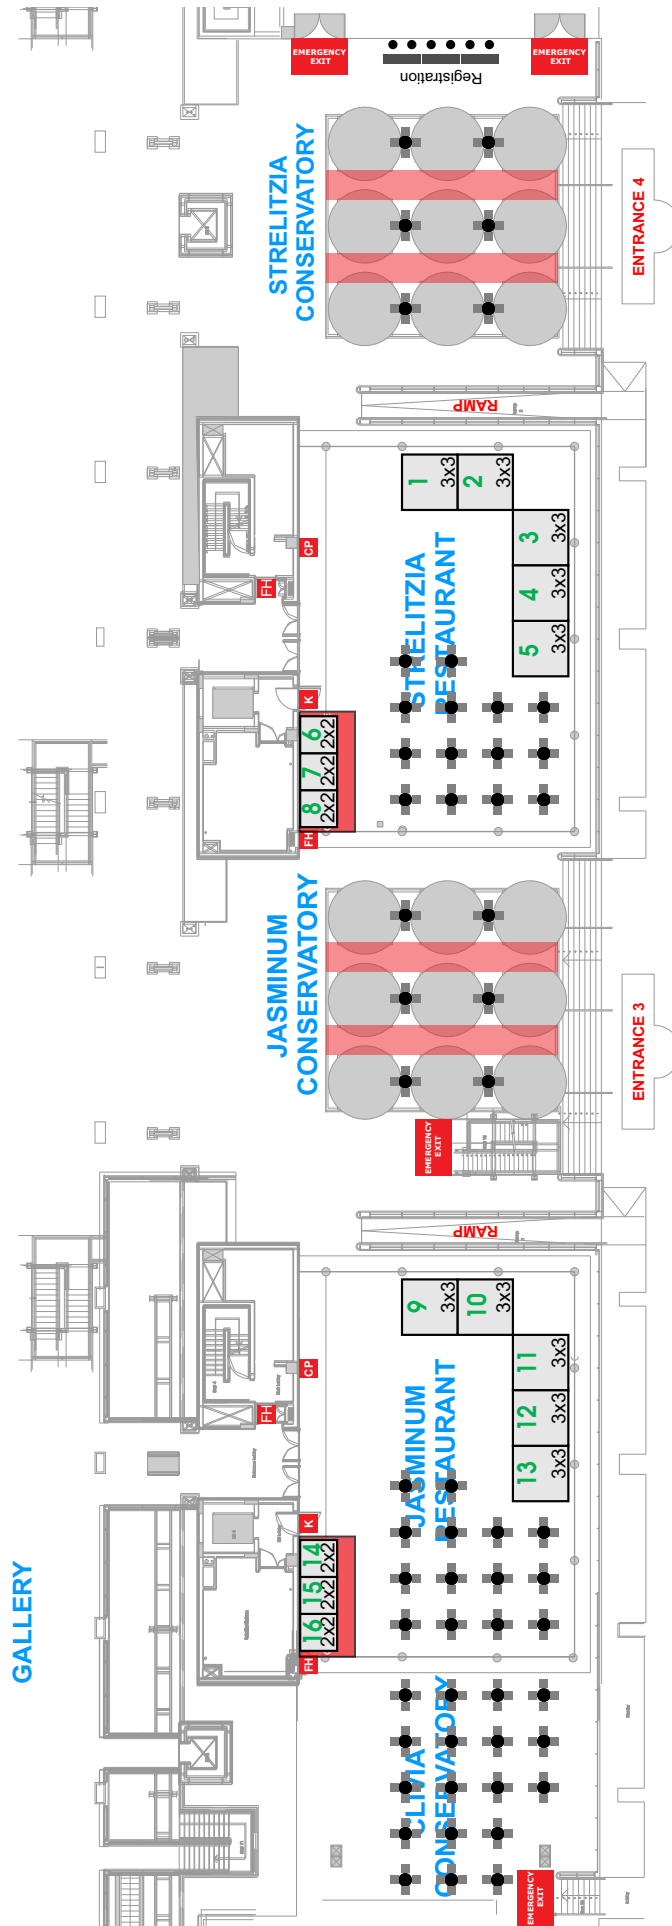 EMERGENCY
EXIT
EMERGENCY
EXIT
Registration
STRELITZIA
CONSERVATORY
ENTRANCE 4
RAMP
1
3x3
2
3x3
3
3x3
4
3x3
5
3x3
CP
FH
STRELITZIA
RESTAURANT
K
6
2x2
7
2x2
8
2x2
FH
JASMINUM
CONSERVATORY
ENTRANCE 3
EMERGENCY
EXIT
RAMP
9
3x3
10
3x3
11
3x3
12
3x3
13
3x3
CP
FH
JASMINUM
RESTAURANT
K
14
2x2
15
2x2
16
2x2
FH
GALLERY
CLIVIA
CONSERVATORY
EMERGENCY
EXIT